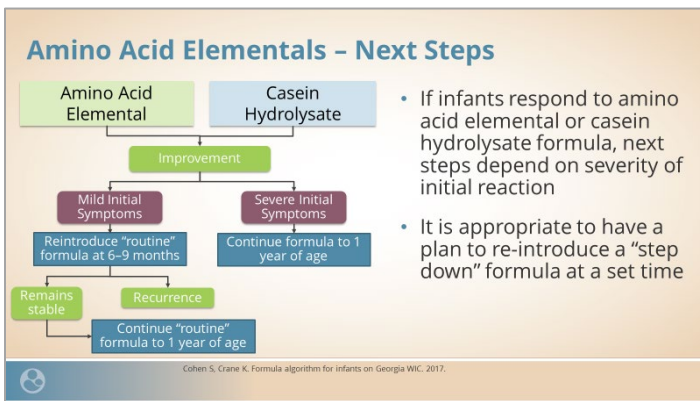 Amino Acid Elementals – Next Steps
Amino Acid
Elemental
Casein
Hydrolysate
Improvement
Mild Initial
Symptoms
Severe Initial
Symptoms
Reintroduce “routine”
formula at 6–9 months
Continue formula to 1
year of age
Remains
stable
Recurrence
Continue “routine”
formula to 1 year of age
• If infants respond to amino
acid elemental or casein
hydrolysate formula, next
steps depend on severity of
initial reaction
• It is appropriate to have a
plan to re-introduce a “step
down” formula at a set time
Cohen S, Crane K. Formula algorithm for infants on Georgia WIC. 2017.